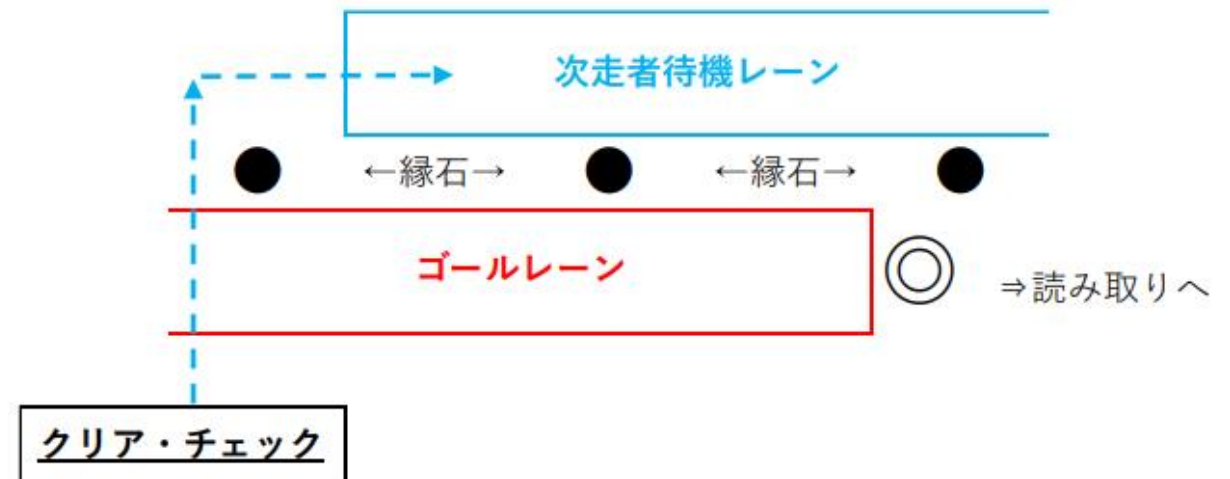 次走者待機レーン
←縁石→ ←縁石→
ゴールレーン
⇒読み取りへ
クリア・チェック